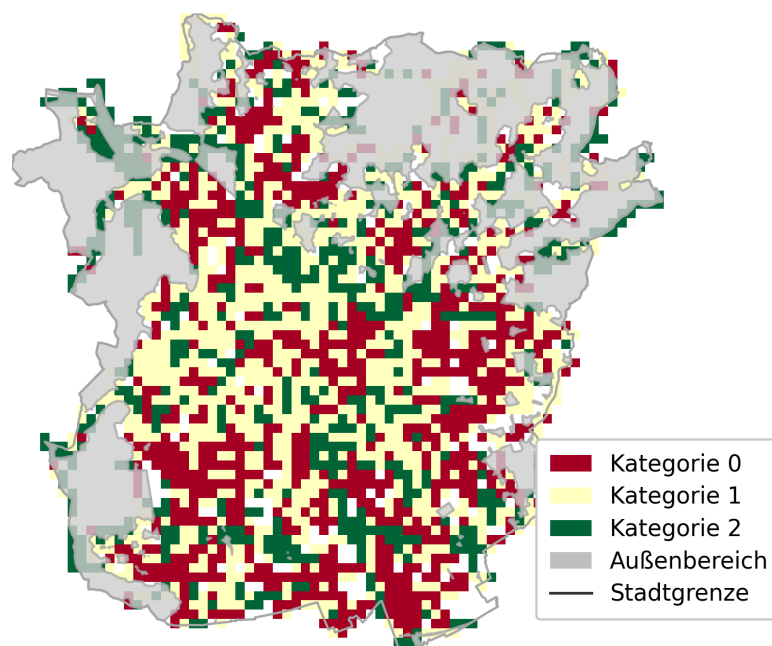 Kategorie 0
Kategorie 1
Kategorie 2
Außenbereich
Stadtgrenze